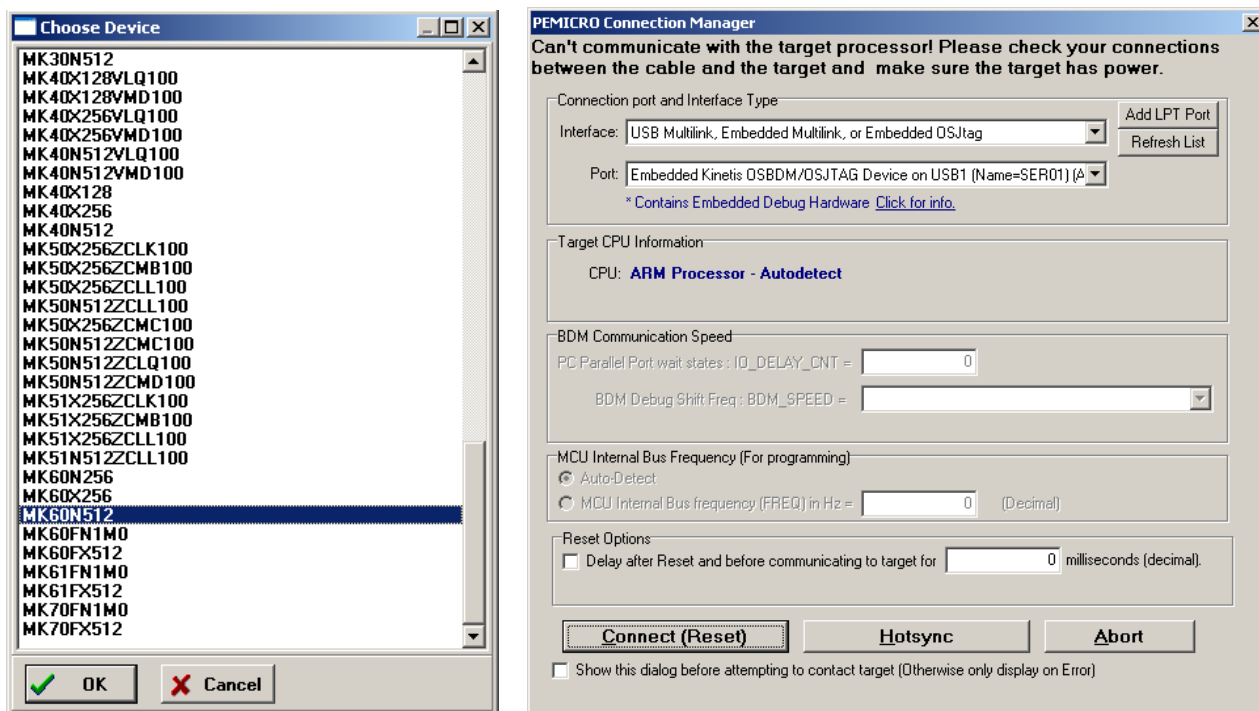 Choose Device
MK30N512
MK40X128VLQ100
MK40X128VMD100
MK40X256VLQ100
MK40X256VMD100
MK40N512VLQ100
MK40N512VMD100
MK40X128
MK40X256
MK40N512
MK50X256ZCLK100
MK50X256ZCMB100
MK50X256ZCLL100
MK50N512ZCLL100
MK50X256ZCMC100
MK50N512ZCMC100
MK50N512ZCLQ100
MK50N512ZCMD100
MK51X256ZCLK100
MK51X256ZCMB100
MK51X256ZCLL100
MK51N512ZCLL100
MK60N256
MK60X256
MK60N512
MK60FN1M0
MK60FX512
MK61FN1M0
MK61FX512
MK70FN1M0
MK70FX512
OK Cancel
PEMICRO Connection Manager
Can't communicate with the target processor! Please check your connections
between the cable and the target and make sure the target has power.
Connection port and Interface Type
Add LPT Port
Interface: USB Multilink, Embedded Multilink, or Embedded OSJtag
Refresh List
Port: Embedded Kinetis OSBDM/OSJTAG Device on USB1 (Name=SER01) (A
* Contains Embedded Debug Hardware Click for info.
Target CPU Information
CPU: ARM Processor - Autodetect
BDM Communication Speed
PC Parallel Port wait states : IO_DELAY_CNT = 0
BDM Debug Shift Freq : BDM_SPEED =
MCU Internal Bus Frequency (For programming)
Auto-Detect
MCU Internal Bus frequency (FREQ) in Hz = 0 (Decimal)
Reset Options
Delay after Reset and before communicating to target for 0 milliseconds (decimal).
Connect (Reset) Hotsync Abort
Show this dialog before attempting to contact target (Otherwise only display on Error)